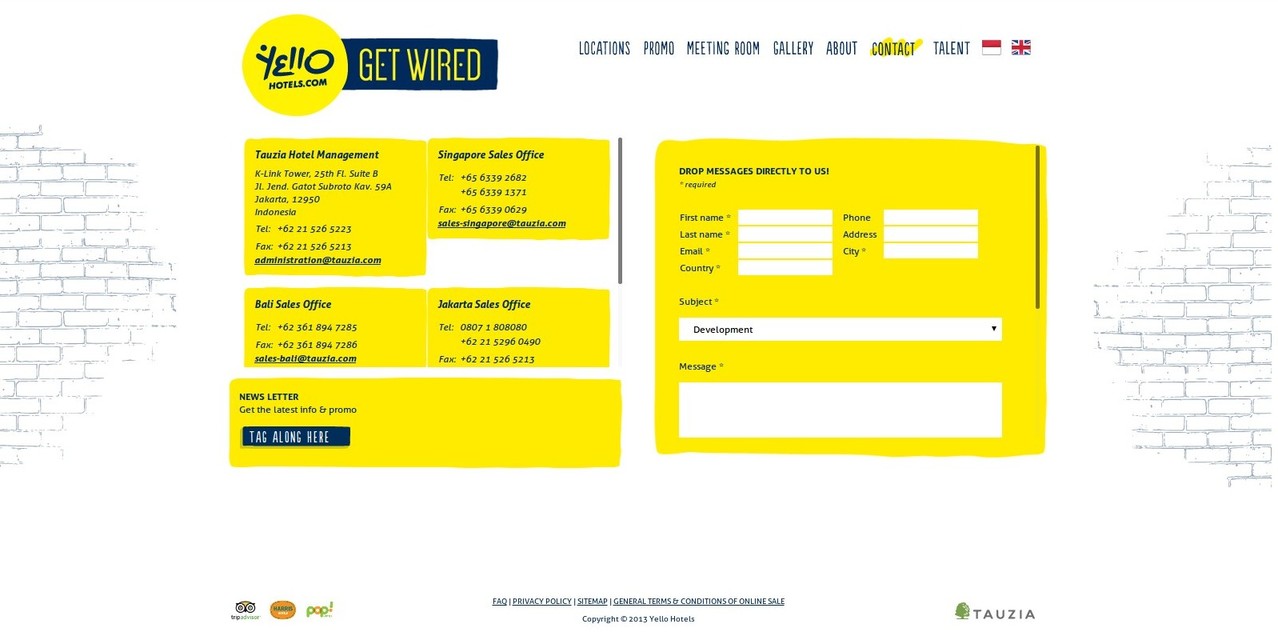 Yello
HOTELS.COM
GET WIRED
LOCATIONS PROMO MEETING ROOM GALLERY ABOUT CONTACT TALENT
Tauzia Hotel Management
K-Link Tower, 25th Fl. Suite B
Jl. Jend. Gatot Subroto Kav. 59A
Jakarta, 12950
Indonesia
Tel: +62 21 526 5223
Fax: +62 21 526 5213
administration@tauzia.com
Singapore Sales Office
Tel: +65 6339 2682
+65 6339 1371
Fax: +65 6339 0629
sales-singapore@tauzia.com
Bali Sales Office
Tel: +62 361 894 7285
Fax: +62 361 894 7286
sales-bali@tauzia.com
Jakarta Sales Office
Tel: 0807 1 808080
+62 21 5296 0490
Fax: +62 21 526 5213
NEWS LETTER
Get the latest info & promo
TAG ALONG HERE
DROP MESSAGES DIRECTLY TO US!
* required
First name * Phone
Last name * Address
Email * City *
Country *
Subject *
Development
Message *
tripadvisor HARRIS pop!
FAQ | PRIVACY POLICY | SITEMAP | GENERAL TERMS & CONDITIONS OF ONLINE SALE
Copyright © 2013 Yello Hotels
TAUZIA